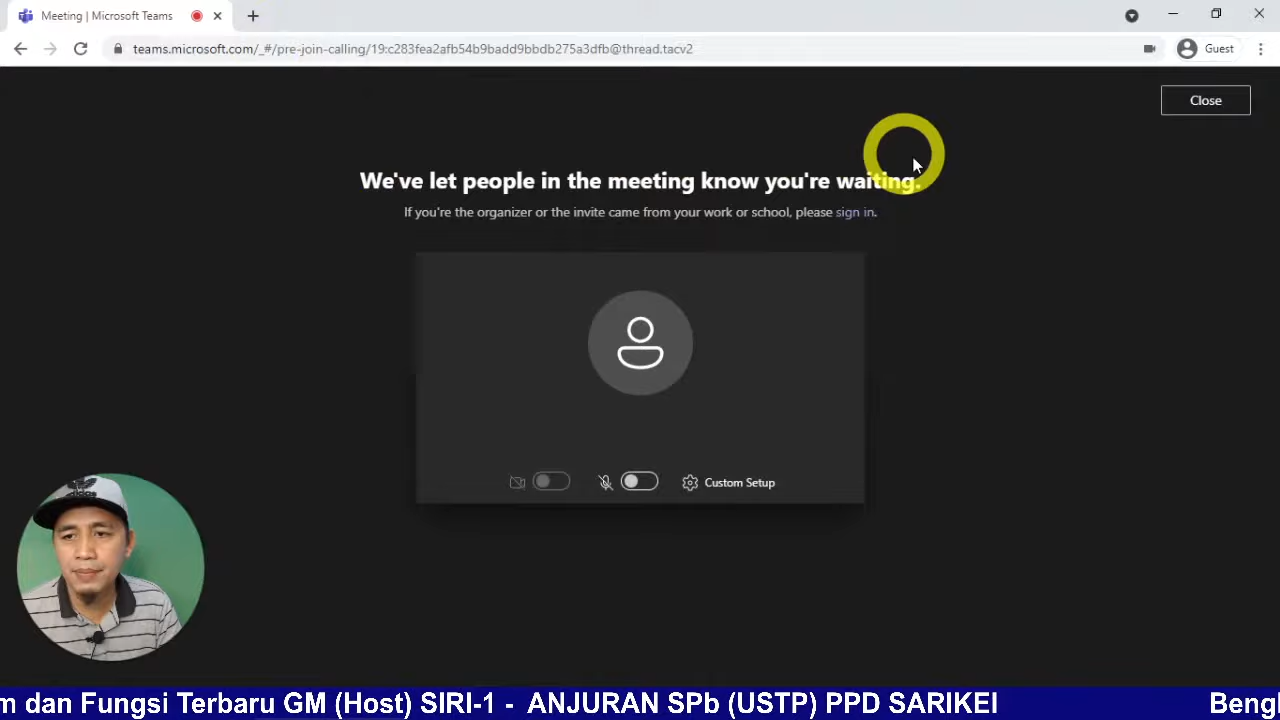 Meeting | Microsoft Teams
teams.microsoft.com/_#/pre-join-calling/19:c283fea2afb54b9badd9bbdb275a3dfb@thread.tacv2
Guest
Close
We've let people in the meeting know you're waiting.
If you're the organizer or the invite came from your work or school, please sign in.
Custom Setup
m dan Fungsi Terbaru GM (Host) SIRI-1 - ANJURAN SPb (USTP) PPD SARIKEI Bengl